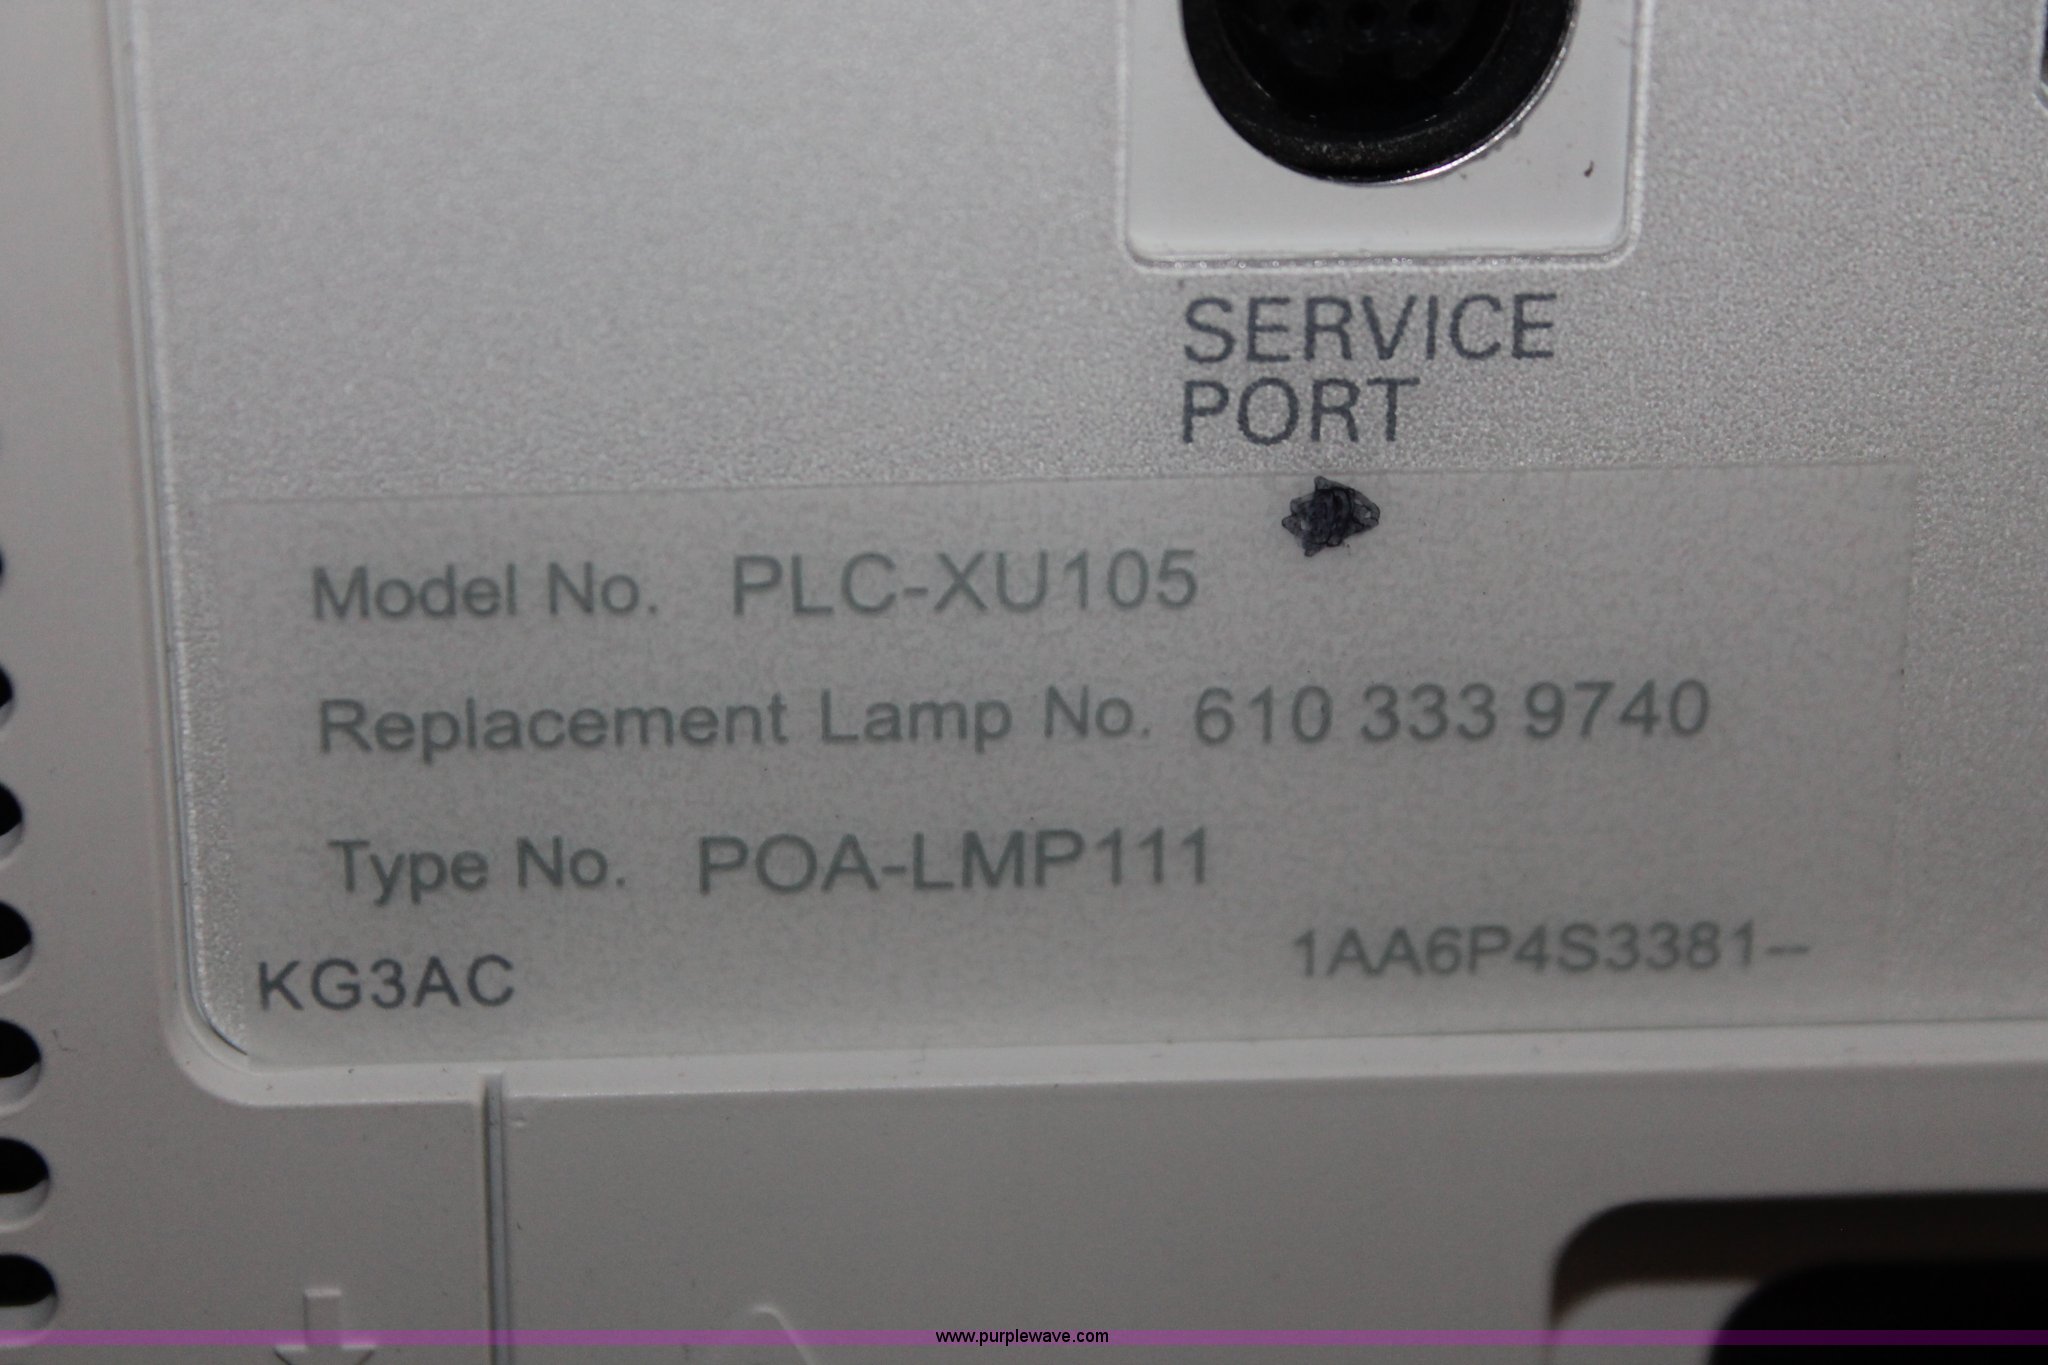 SERVICE
PORT
Model No. PLC-XU105
Replacement Lamp No. 610 333 9740
Type No. POA-LMP111
KG3AC
1AA6P4S3381--
www.purplewave.com